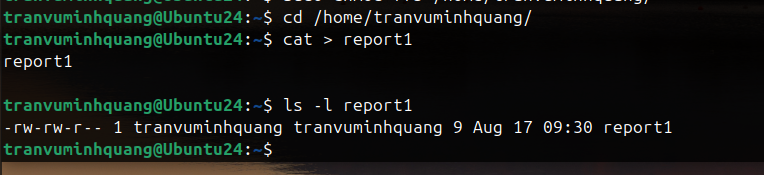 tranvuminhquang@Ubuntu24:~$ cd /home/tranvuminhquang/
tranvuminhquang@Ubuntu24:~$ cat > report1
report1
tranvuminhquang@Ubuntu24:~$ ls -l report1
-rw-rw-r-- 1 tranvuminhquang tranvuminhquang 9 Aug 17 09:30 report1
tranvuminhquang@Ubuntu24:~$